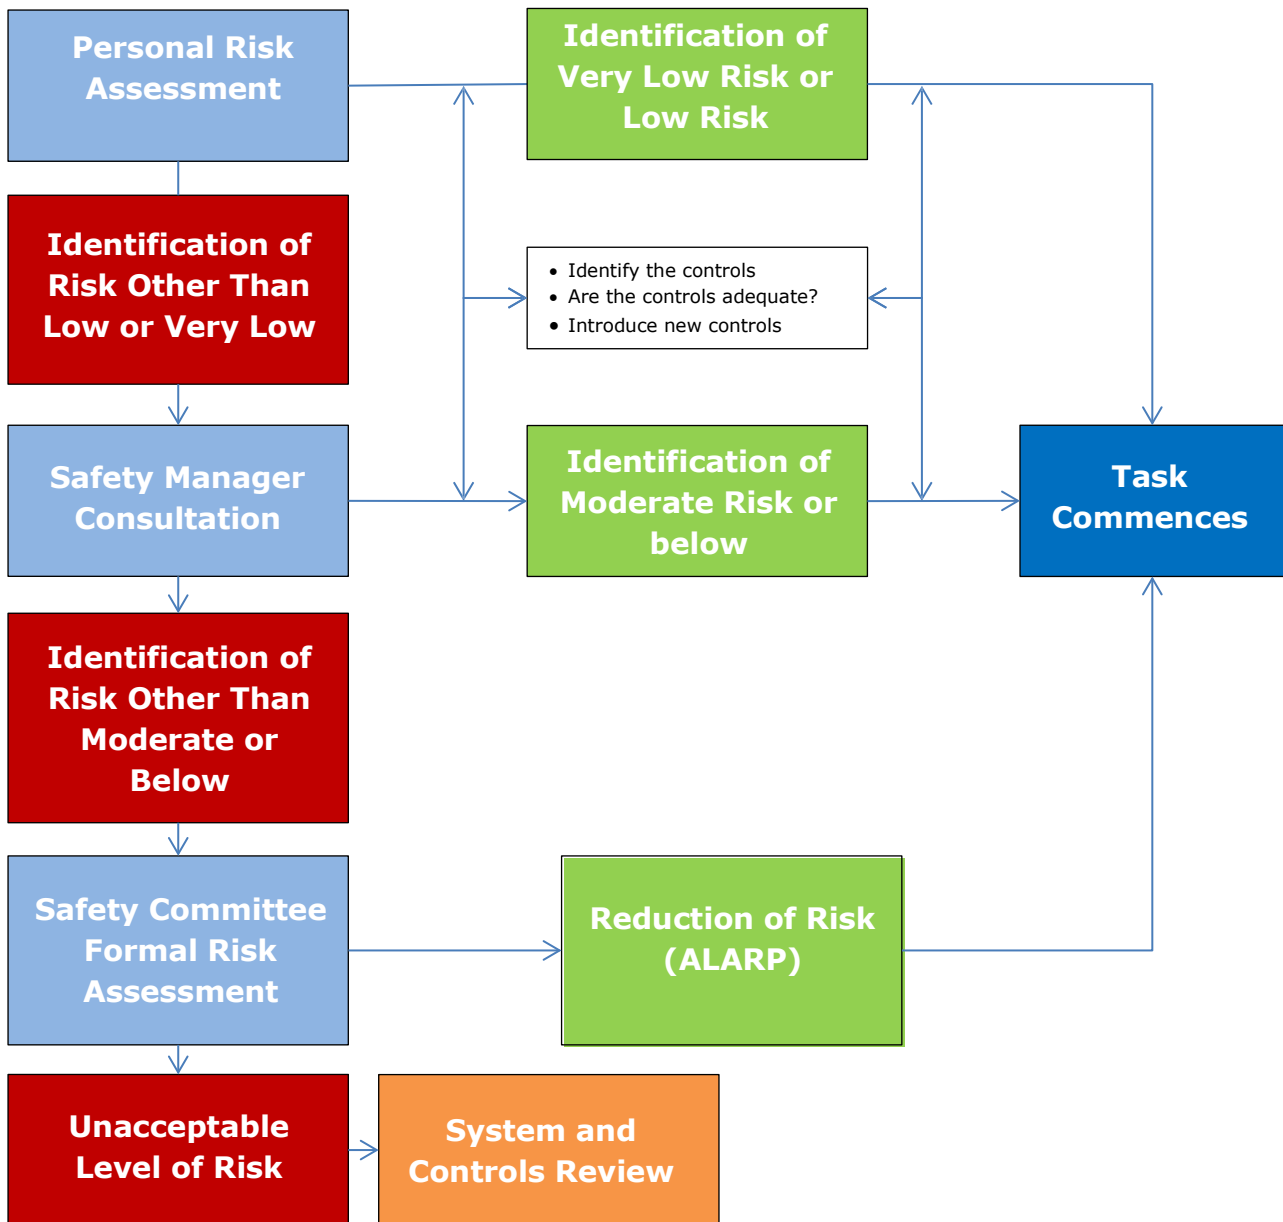 Personal Risk
Assessment
Identification of
Very Low Risk or
Low Risk
Identification of
Risk Other Than
Low or Very Low
• Identify the controls
• Are the controls adequate?
• Introduce new controls
Safety Manager
Consultation
Identification of
Moderate Risk or
below
Task
Commences
Identification of
Risk Other Than
Moderate or
Below
Safety Committee
Formal Risk
Assessment
Reduction of Risk
(ALARP)
Unacceptable
Level of Risk
System and
Controls Review